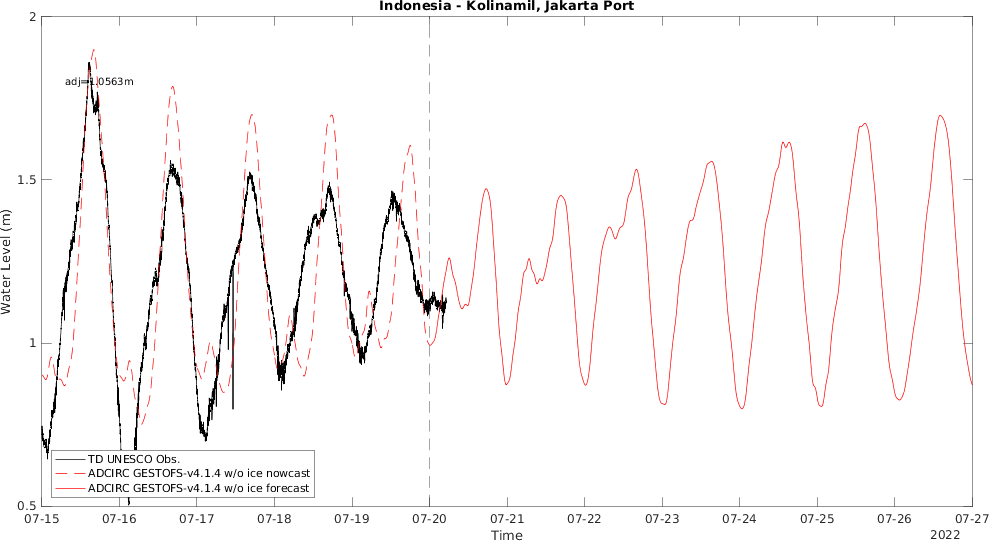 Indonesia - Kolinamil, Jakarta Port
2
adj=1.0563m
1.5
Water Level (m)
1
TD UNESCO Obs.
ADCIRC GESTOFS-v4.1.4 w/o ice nowcast
ADCIRC GESTOFS-v4.1.4 w/o ice forecast
0.5
07-15 07-16 07-17 07-18 07-19 07-20 07-21 07-22 07-23 07-24 07-25 07-26 07-27
Time
2022